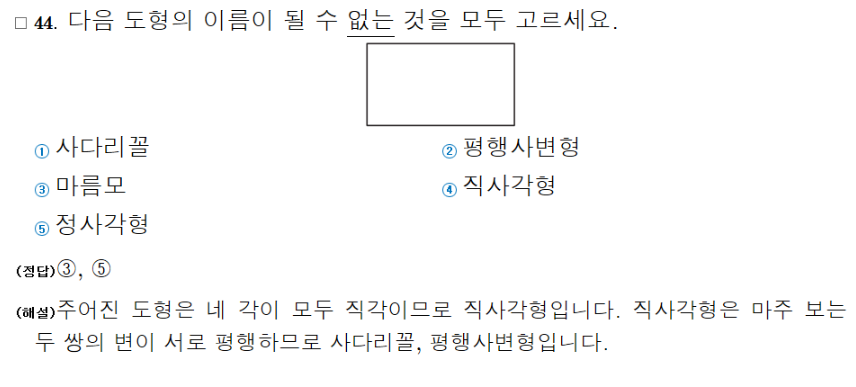 □ 44. 다음 도형의 이름이 될 수 없는 것을 모두 고르세요.
① 사다리꼴 ② 평행사변형
③ 마름모 ④ 직사각형
⑤ 정사각형
(정답)③, ⑤
(해설)주어진 도형은 네 각이 모두 직각이므로 직사각형입니다. 직사각형은 마주 보는
두 쌍의 변이 서로 평행하므로 사다리꼴, 평행사변형입니다.